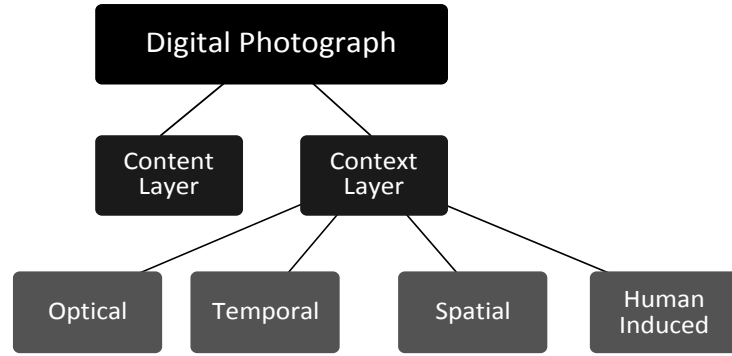 Digital Photograph
Content
Layer
Context
Layer
Optical
Temporal
Spatial
Human
Induced